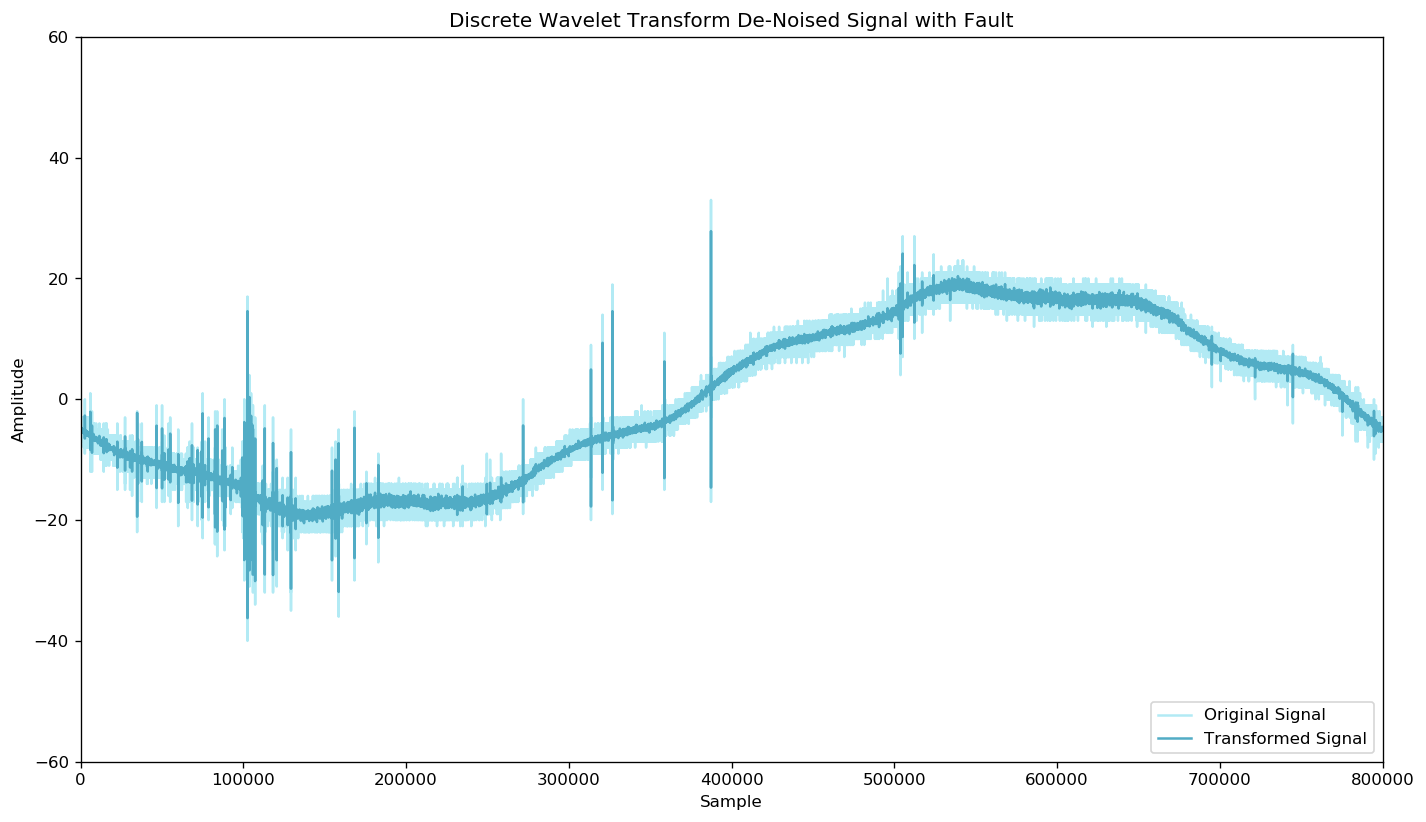 Discrete Wavelet Transform De-Noised Signal with Fault
60
40
20
0
−20
−40
−60
Amplitude
0 100000 200000 300000 400000 500000 600000 700000 800000
Sample
Original Signal
Transformed Signal